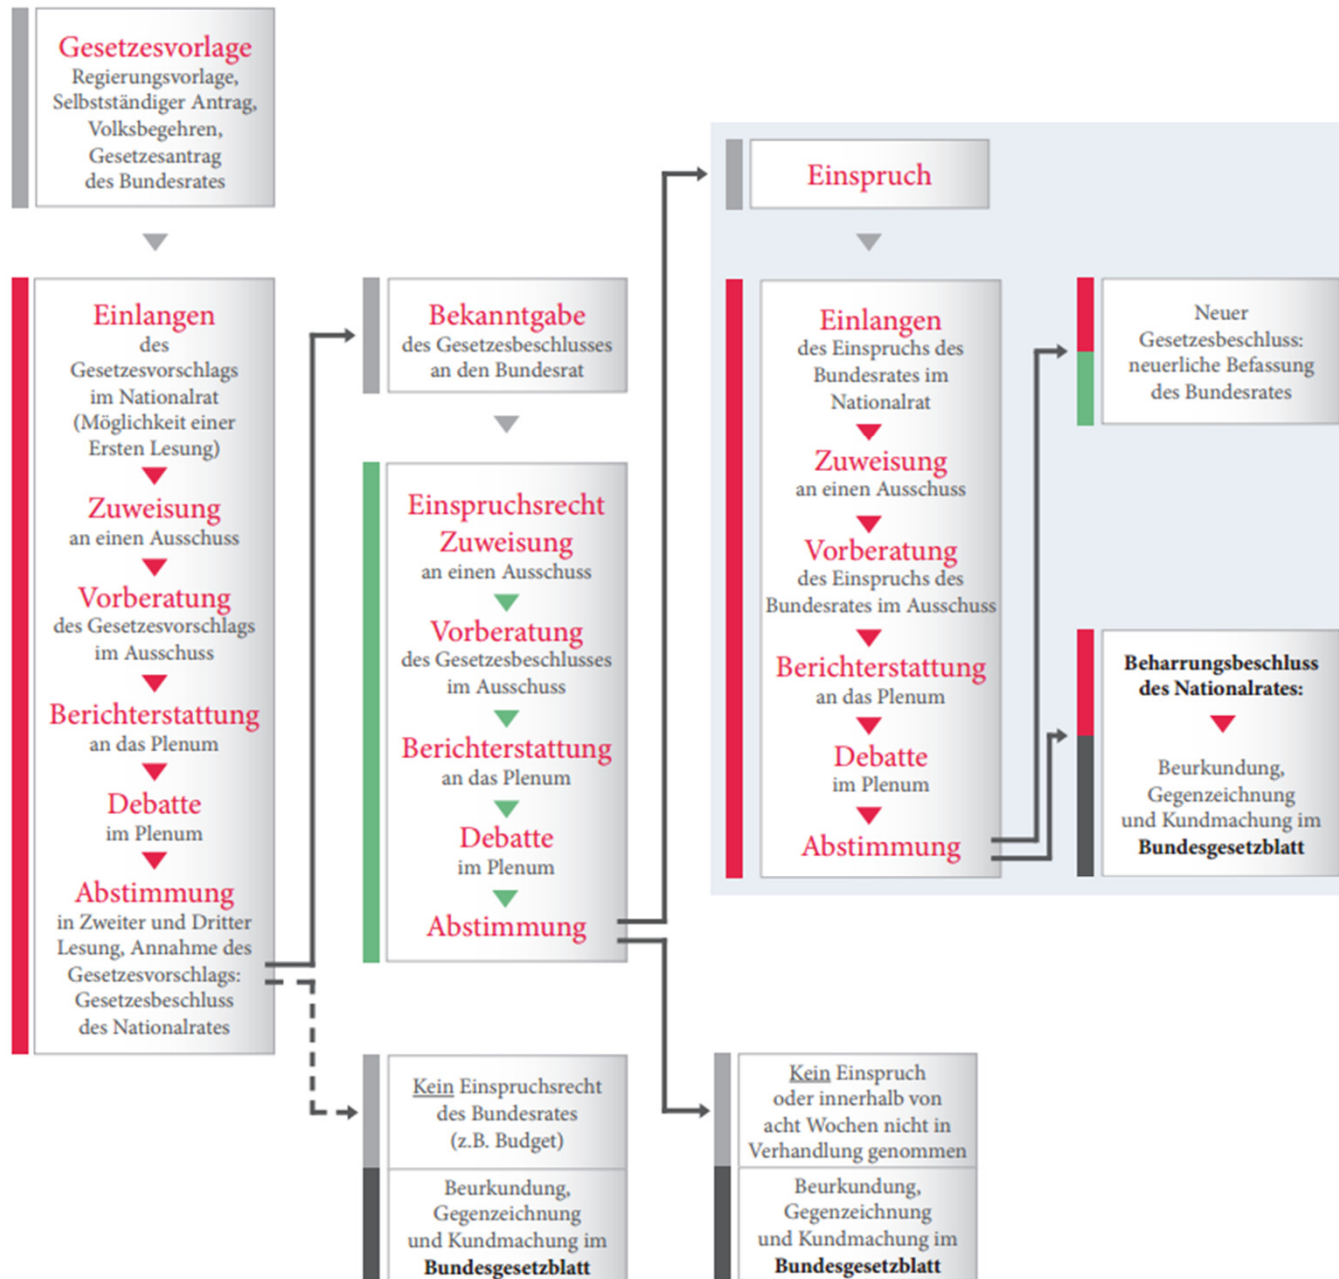 Gesetzesvorlage
Regierungsvorlage,
Selbstständiger Antrag,
Volksbegehren,
Gesetzesantrag
des Bundesrates
Einlangen
des
Gesetzesvorschlags
im Nationalrat
(Möglichkeit einer
Ersten Lesung)
Zuweisung
an einen Ausschuss
Vorberatung
des Gesetzesvorschlags
im Ausschuss
Berichterstattung
an das Plenum
Debatte
im Plenum
Abstimmung
in Zweiter und Dritter
Lesung, Annahme des
Gesetzesvorschlags:
Gesetzesbeschluss
des Nationalrates
Bekanntgabe
des Gesetzesbeschlusses
an den Bundesrat
Einspruchsrecht
Zuweisung
an einen Ausschuss
Vorberatung
des Gesetzesbeschlusses
im Ausschuss
Berichterstattung
an das Plenum
Debatte
im Plenum
Abstimmung
Kein Einspruchsrecht
des Bundesrates
(z.B. Budget)
Beurkundung,
Gegenzeichnung
und Kundmachung im
Bundesgesetzblatt
Einspruch
Einlangen
des Einspruchs des
Bundesrates im
Nationalrat
Zuweisung
an einen Ausschuss
Vorberatung
des Einspruchs des
Bundesrates im Ausschuss
Berichterstattung
an das Plenum
Debatte
im Plenum
Abstimmung
Kein Einspruch
oder innerhalb von
acht Wochen nicht in
Verhandlung genommen
Beurkundung,
Gegenzeichnung
und Kundmachung im
Bundesgesetzblatt
Neuer
Gesetzesbeschluss:
neuerliche Befassung
des Bundesrates
Beharrungsbeschluss
des Nationalrates:
Beurkundung,
Gegenzeichnung
und Kundmachung im
Bundesgesetzblatt